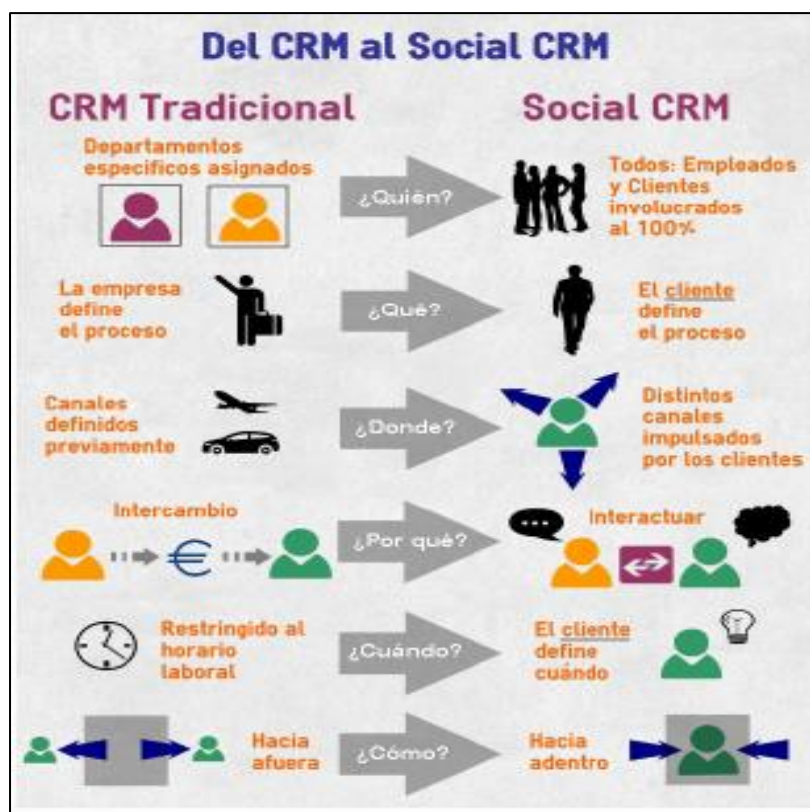 Del CRM al Social CRM
CRM Tradicional
Social CRM
Departamentos
específicos asignados
¿Quién?
Todos: Empleados
y Clientes
involucrados
al 100%
La empresa
define
el proceso
¿Qué?
El cliente
define
el proceso
Canales
definidos
previamente
¿Donde?
Distintos
canales
impulsados
por los clientes
Intercambio
¿Por qué?
Interactuar
Restringido al
horario
laboral
¿Cuándo?
El cliente
define
cuándo
Hacia
afuera
¿Cómo?
Hacia
adentro